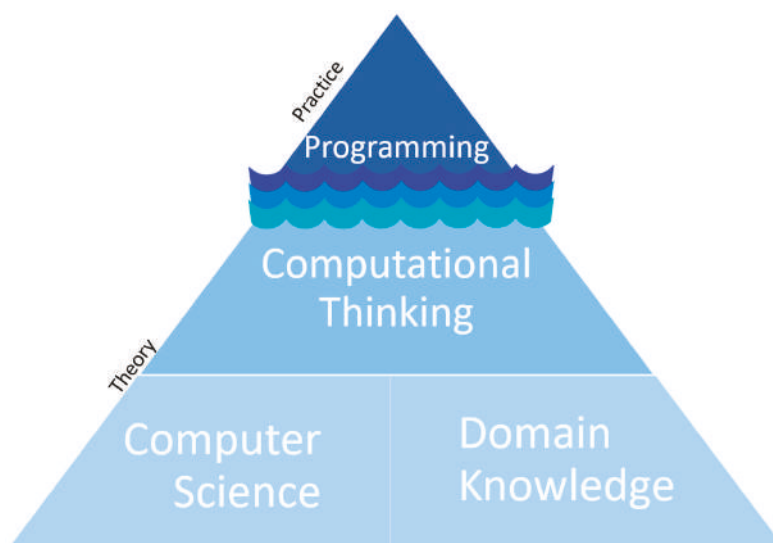 Practice
Programming
Computational
Thinking
Theory
Computer
Science
Domain
Knowledge